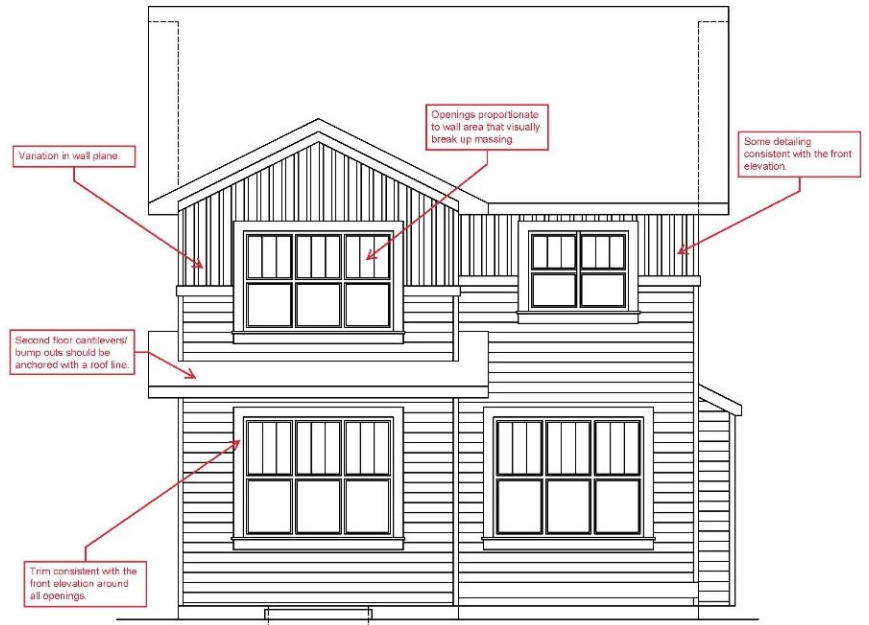 Openings proportionate
to wall area that visually
break up massing.
Variation in wall plane.
Some detailing
consistent with the front
elevation.
Second floor cantilevers/
bump outs should be
anchored with a roof line.
Trim consistent with the
front elevation around
all openings.